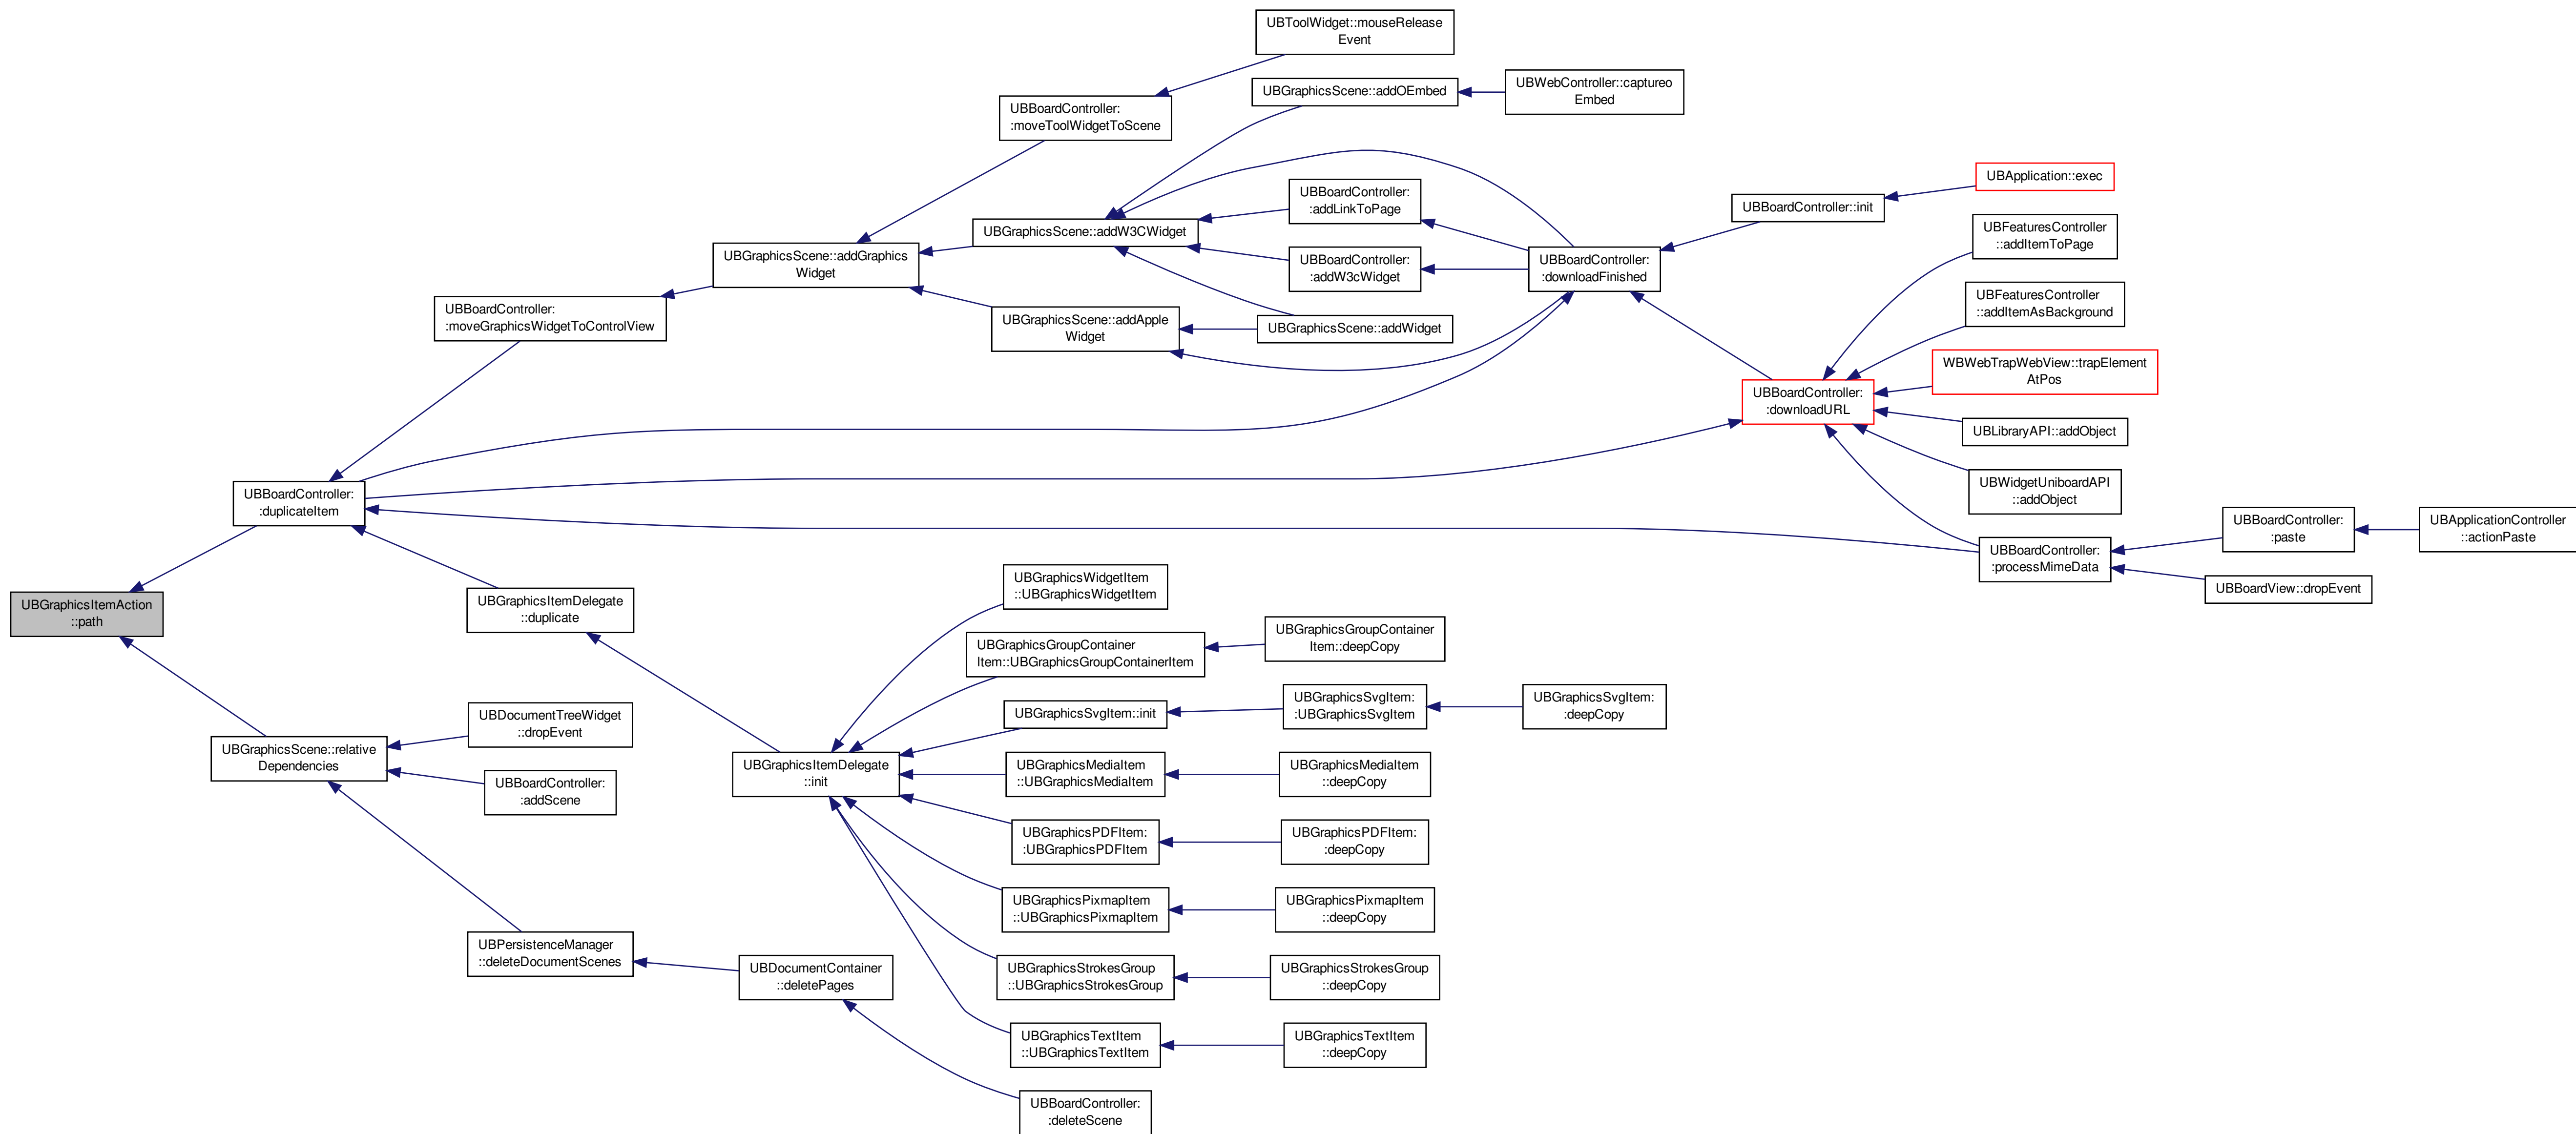 UBToolWidget::mouseRelease
Event
UBGraphicsScene::addOEmbed
UBWebController::captureo
Embed
UBBoardController:
:moveToolWidgetToScene
UBApplication::exec
UBBoardController:
:addLinkToPage
UBBoardController::init
UBFeaturesController
::addItemToPage
UBGraphicsScene::addW3CWidget
UBGraphicsScene::addGraphics
Widget
UBBoardController:
:addW3cWidget
UBBoardController:
:downloadFinished
UBFeaturesController
::addItemAsBackground
UBBoardController:
:moveGraphicsWidgetToControlView
UBGraphicsScene::addApple
Widget
UBGraphicsScene::addWidget
WBWebTrapWebView::trapElement
AtPos
UBBoardController:
:downloadURL
UBLibraryAPI::addObject
UBWidgetUniboardAPI
::addObject
UBBoardController:
:duplicateItem
UBBoardController:
:paste
UBApplicationController
::actionPaste
UBBoardController:
:processMimeData
UBBoardView::dropEvent
UBGraphicsItemAction
::path
UBGraphicsItemDelegate
::duplicate
UBGraphicsWidgetItem
::UBGraphicsWidgetItem
UBGraphicsGroupContainer
Item::UBGraphicsGroupContainerItem
UBGraphicsGroupContainer
Item::deepCopy
UBGraphicsSvgItem::init
UBGraphicsSvgItem:
:UBGraphicsSvgItem
UBGraphicsSvgItem:
:deepCopy
UBDocumentTreeWidget
::dropEvent
UBGraphicsScene::relative
Dependencies
UBBoardController:
:addScene
UBGraphicsItemDelegate
::init
UBGraphicsMediaItem
::UBGraphicsMediaItem
UBGraphicsMediaItem
::deepCopy
UBGraphicsPDFItem:
:UBGraphicsPDFItem
UBGraphicsPDFItem:
:deepCopy
UBGraphicsPixmapItem
::UBGraphicsPixmapItem
UBGraphicsPixmapItem
::deepCopy
UBPersistenceManager
::deleteDocumentScenes
UBDocumentContainer
::deletePages
UBGraphicsStrokesGroup
::UBGraphicsStrokesGroup
UBGraphicsStrokesGroup
::deepCopy
UBGraphicsTextItem
::UBGraphicsTextItem
UBGraphicsTextItem
::deepCopy
UBBoardController:
:deleteScene